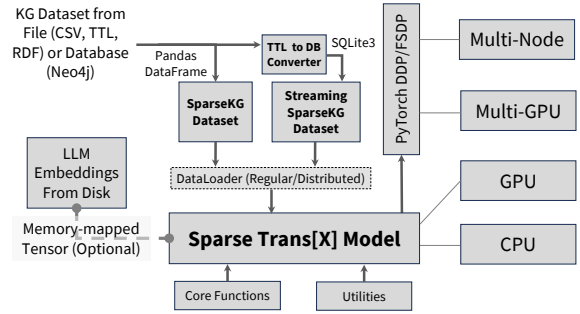 KG Dataset from
File (CSV, TTL,
RDF) or Database
(Neo4j)
Pandas
DataFrame
TTL to DB
Converter
SQLite3
SparseKG
Dataset
Streaming
SparseKG
Dataset
DataLoader (Regular/Distributed)
LLM
Embeddings
From Disk
Memory-mapped
Tensor (Optional)
Sparse Trans[X] Model
Core Functions
Utilities
PyTorch DDP/FSDP
Multi-Node
Multi-GPU
GPU
CPU